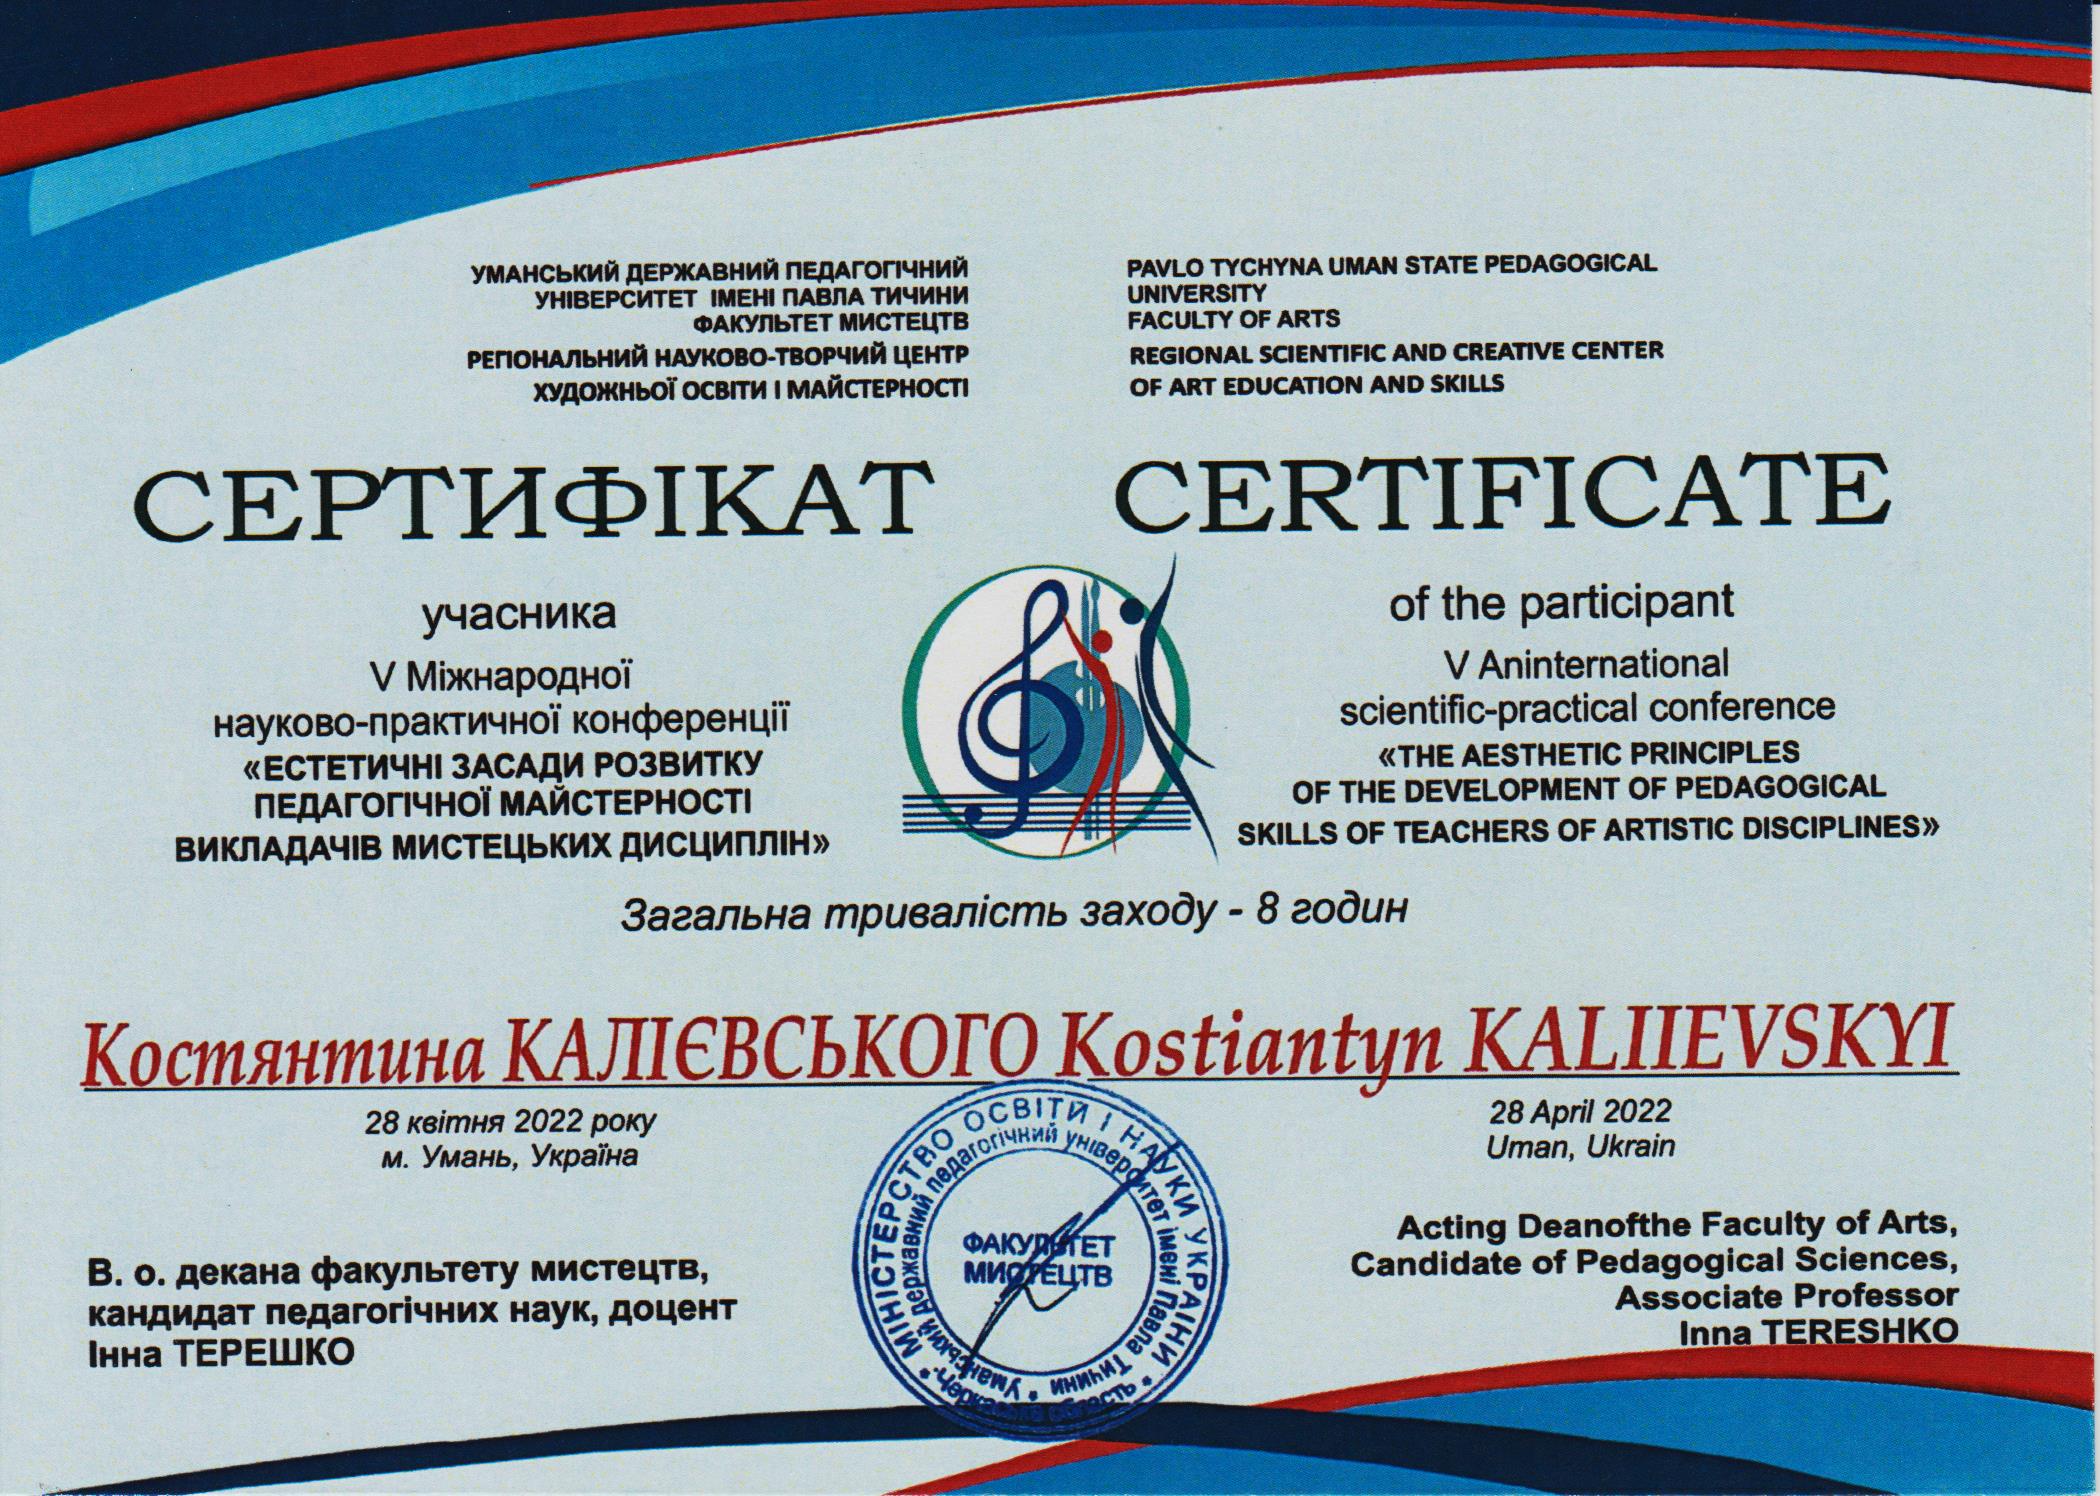 УМАНСЬКИЙ ДЕРЖАВНИЙ ПЕДАГОГІЧНИЙ
УНІВЕРСИТЕТ ІМЕНІ ПАВЛА ТИЧИНИ
ФАКУЛЬТЕТ МИСТЕЦТВ
РЕГІОНАЛЬНИЙ НАУКОВО-ТВОРЧИЙ ЦЕНТР
ХУДОЖНЬОЇ ОСВІТИ І МАЙСТЕРНОСТІ
PAVLO TYCHYNA UMAN STATE PEDAGOGICAL
UNIVERSITY
FACULTY OF ARTS
REGIONAL SCIENTIFIC AND CREATIVE CENTER
OF ART EDUCATION AND SKILLS
СЕРТИФІКАТ
учасника
V Міжнародної
науково-практичної конференції
«ЕСТЕТИЧНІ ЗАСАДИ РОЗВИТКУ
ПЕДАГОГІЧНОЇ МАЙСТЕРНОСТІ
ВИКЛАДАЧІВ МИСТЕЦЬКИХ ДИСЦИПЛІН»
CERTIFICATE
of the participant
V Aninternational
scientific-practical conference
«THE AESTHETIC PRINCIPLES
OF THE DEVELOPMENT OF PEDAGOGICAL
SKILLS OF TEACHERS OF ARTISTIC DISCIPLINES»
Загальна тривалість заходу - 8 годин
Костянтина КАЛІЄВСЬКОГО Kostiantyn KALIIEVSKYI
28 квітня 2022 року
м. Умань, Україна
28 April 2022
Uman, Ukrain
В. о. декана факультету мистецтв,
кандидат педагогічних наук, доцент
Інна ТЕРЕШКО
* МІНІСТЕРСТВО ОСВІТИ І НАУКИ УКРАЇНИ *
Черкаська область
* Уманський державний педагогічний університет імені Павла Тичини
ФАКУЛЬТЕТ
МИСТЕЦТВ
Acting Deanofthe Faculty of Arts,
Candidate of Pedagogical Sciences,
Associate Professor
Inna TERESHKO